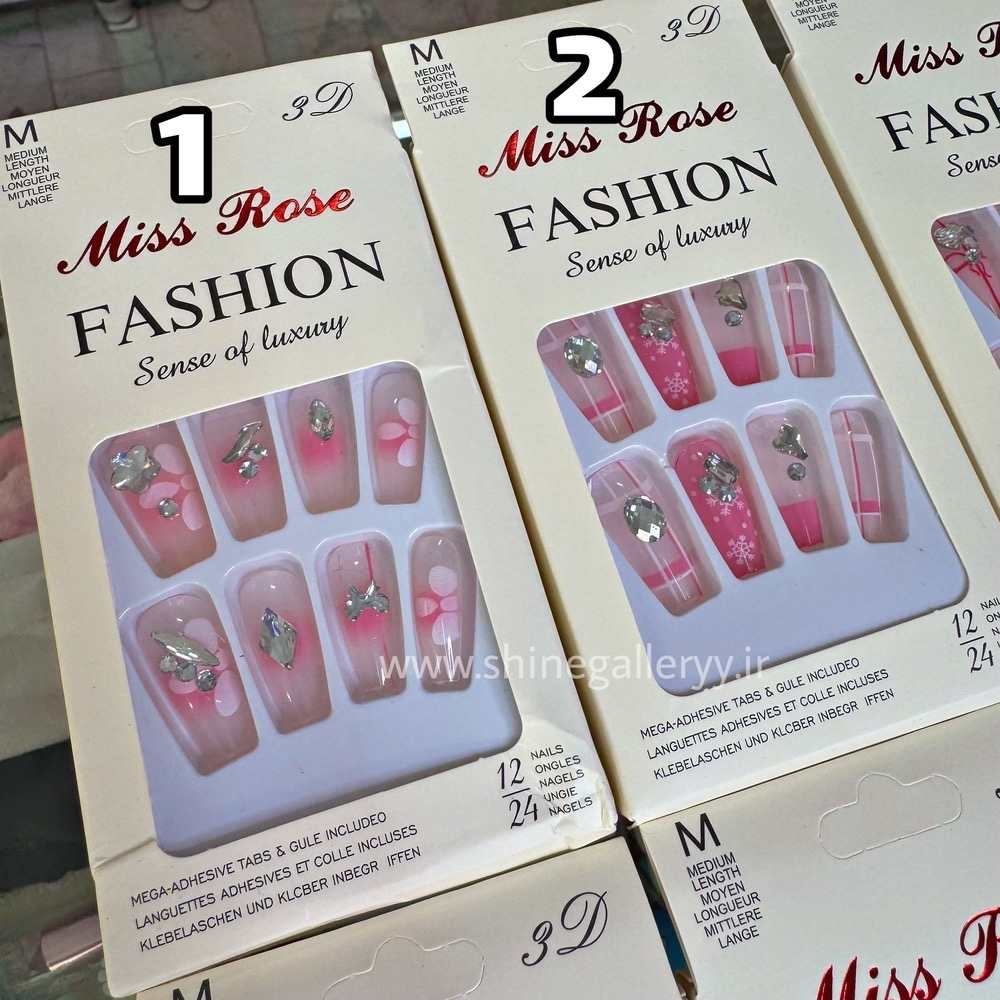 1
M
MEDIUM
LENGTH
MOYEN
LONGUEUR
MITTLERE
LANGE
3D
Miss Rose
FASHION
Sense of luxury
12
24
NAILS
ONGLES
NAGELS
UNGIE
NAGELS
MEGA-ADHESIVE TABS & GULE INCLUDEO
LANGUETTES ADHESIVES ET COLLE INCLUSES
KLEBELASCHEN UND KLCBER INBEGR IFFEN
2
M
MEDIUM
LENGTH
MOYEN
LONGUEUR
MITTLERE
LANGE
3D
Miss Rose
FASHION
Sense of luxury
12
24
MEGA-ADHESIVE TABS & GULE INCLUDEO
LANGUETTES ADHESIVES ET COLLE INCLUSES
KLEBELASCHEN UND KLCBER INBEGR IFFEN
LONGUEUR
MITTLERE
LANGE
Miss
www.shinegalleryy.ir
3D
M
M
MEDIUM
LENGTH
MOYEN
LONGUEUR
MITTLERE
LANGE
Miss